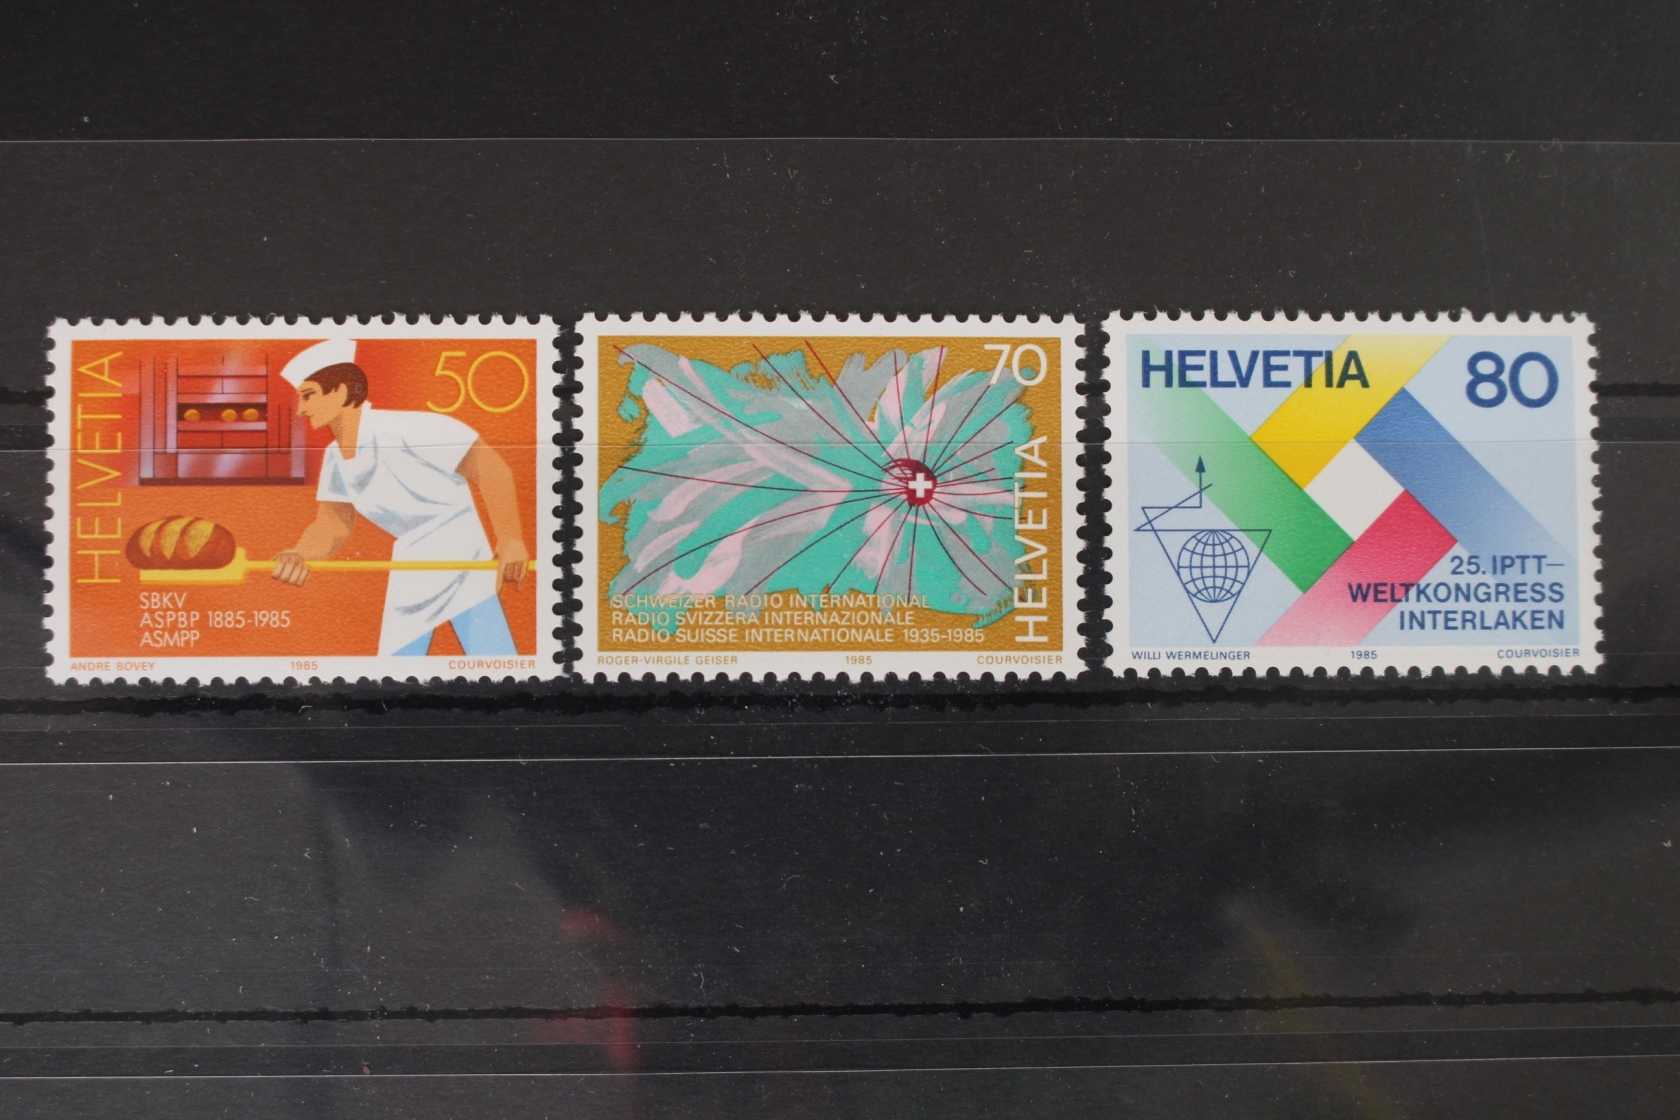 HELVETIA
50
SBKV
ASPBP 1885-1985
ASMPP
ANDRE BOVEY 1985 COURVOISIER
70
HELVETIA
SCHWEIZER RADIO INTERNATIONAL
RADIO SVIZZERA INTERNAZIONALE
RADIO SUISSE INTERNATIONALE 1935-1985
ROGER-VIRGILE GEISER 1985 COURVOISIER
HELVETIA 80
25. IPTT-
WELTKONGRESS
INTERLAKEN
WILLI WERMELINGER 1985 COURVOISIER